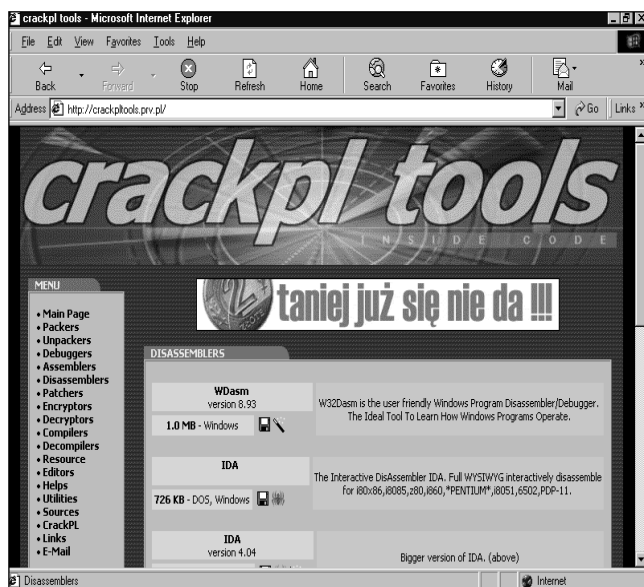 crackpl tools - Microsoft Internet Explorer
File Edit View Favorites Tools Help
Back Forward Stop Refresh Home Search Favorites History Mail
Address http://crackpltools.prv.pl/ Go Links
crackpl tools
INSIDE CODE
taniej już się nie da !!!
MENU
Main Page
Packers
Unpackers
Debuggers
Assemblers
Disassemblers
Patchers
Encryptors
Decryptors
Compilers
Decompilers
Resource
Editors
Helps
Utilities
Sources
CrackPL
Links
E-Mail
DISASSEMBLERS
WDasm
version 8.93
1.0 MB - Windows
W32Dasm is the user friendly Windows Program Disassembler/Debugger.
The Ideal Tool To Learn How Windows Programs Operate.
IDA
726 KB - DOS, Windows
The Interactive DisAssembler IDA. Full WYSIWYG interactively disassemble
for i80x86,i8085,z80,i860,*PENTIUM*,i8051,6502,PDP-11.
IDA
version 4.04
Bigger version of IDA. (above)
Disassemblers Internet